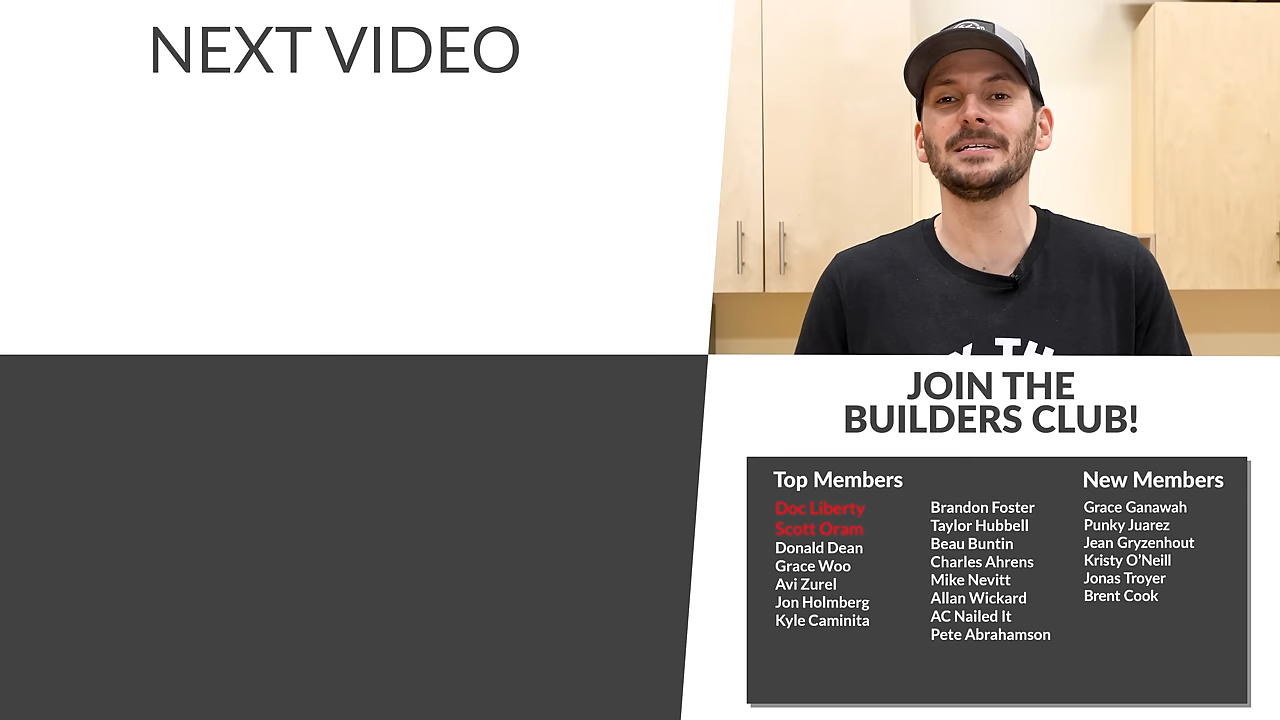 NEXT VIDEO
JOIN THE
BUILDERS CLUB!
Top Members
Doc Liberty
Scott Oram
Donald Dean
Grace Woo
Avi Zurel
Jon Holmberg
Kyle Caminita
Brandon Foster
Taylor Hubbell
Beau Buntin
Charles Ahrens
Mike Nevitt
Allan Wickard
AC Nailed It
Pete Abrahamson
New Members
Grace Ganawah
Punky Juarez
Jean Gryzenhout
Kristy O'Neill
Jonas Troyer
Brent Cook